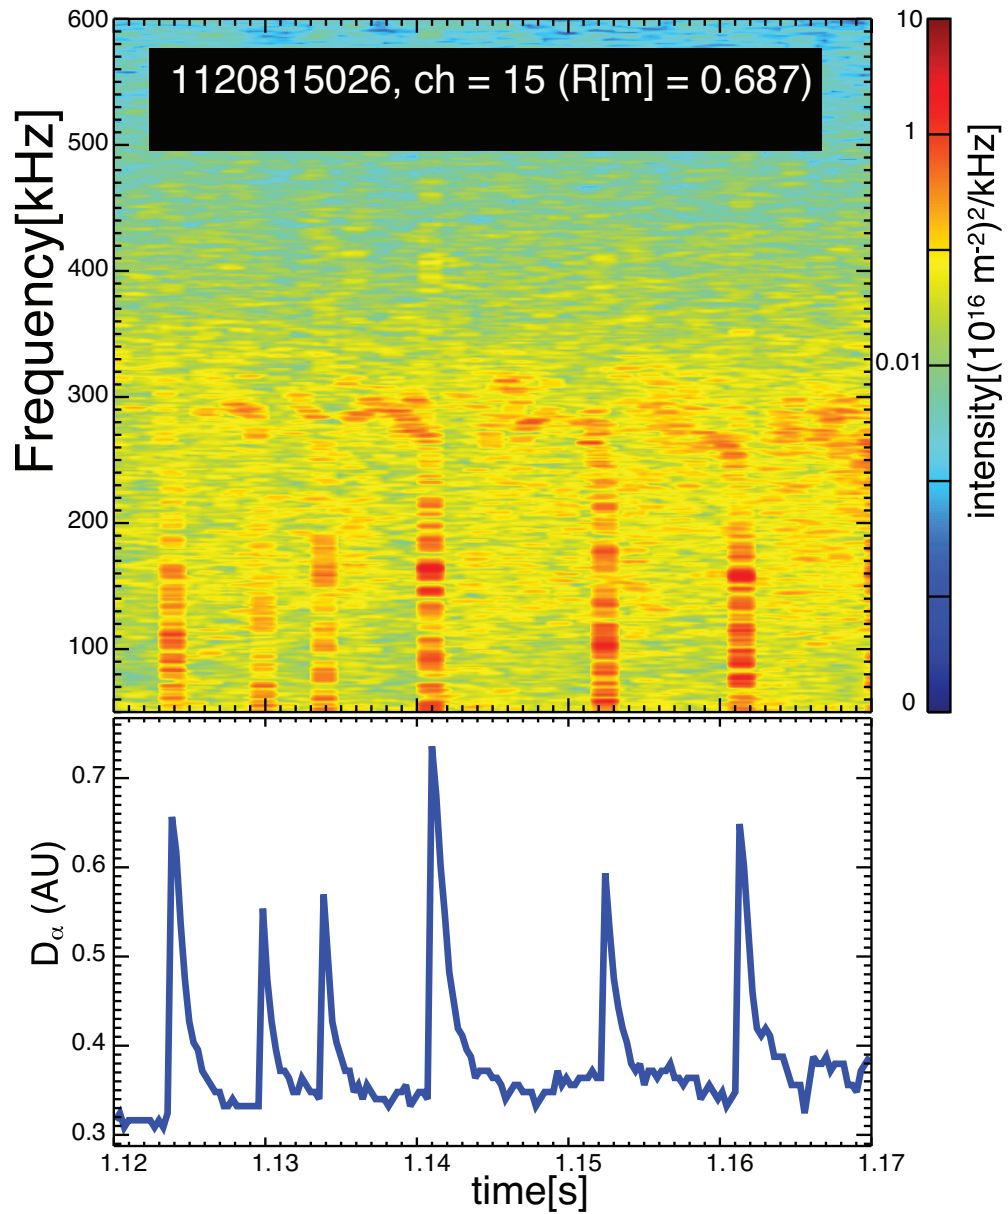 1120815026, ch = 15 (R[m] = 0.687)
Frequency[kHz]
600
500
400
300
200
100
10
1
0.01
0
intensity[(10¹⁶ m⁻²)²/kHz]
Dα (AU)
0.7
0.6
0.5
0.4
0.3
1.12 1.13 1.14 1.15 1.16 1.17
time[s]